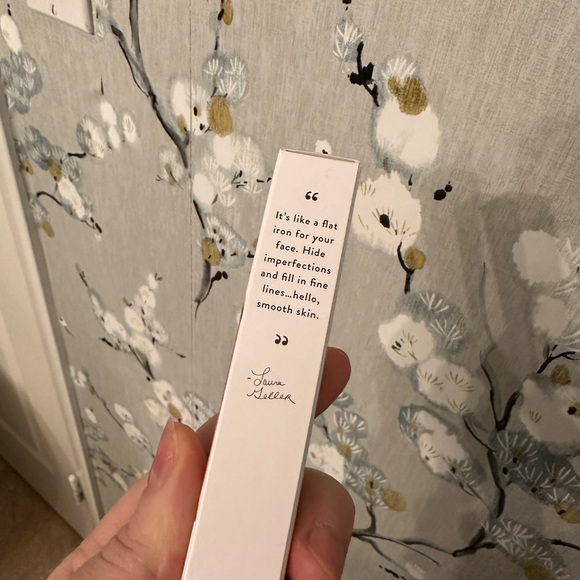 “
It's like a flat
iron for your
face. Hide
imperfections
and fill in fine
lines...hello,
smooth skin.
”
-Laura
Geller